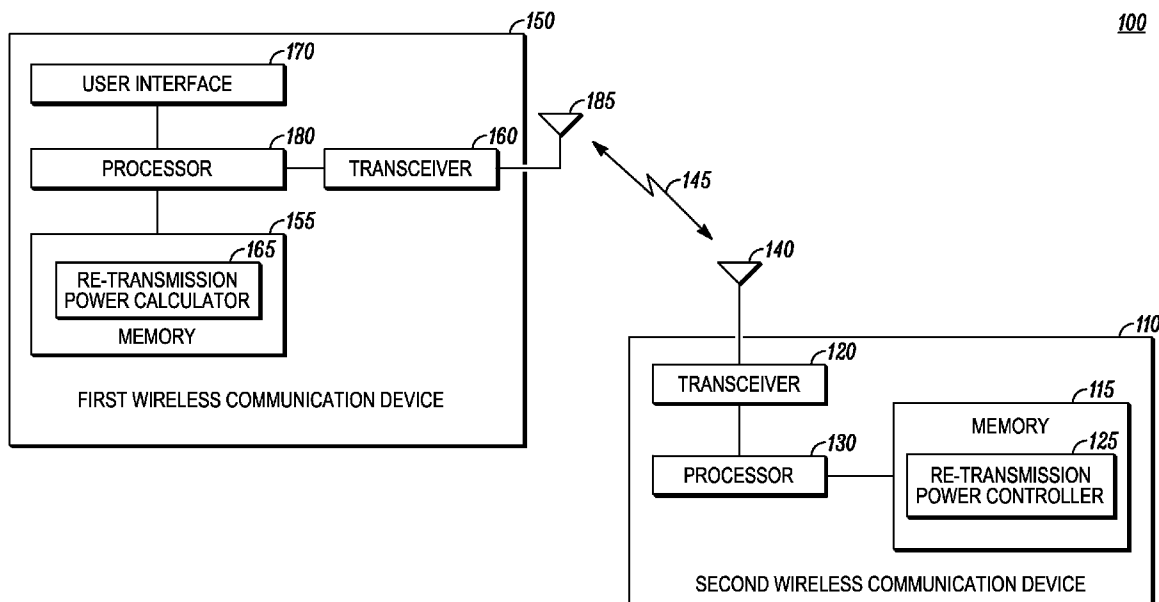 100
150
170
USER INTERFACE
185
180
160
PROCESSOR
TRANSCEIVER
145
155
165
RE-TRANSMISSION
POWER CALCULATOR
MEMORY
FIRST WIRELESS COMMUNICATION DEVICE
140
110
120
TRANSCEIVER
115
MEMORY
130
125
PROCESSOR
RE-TRANSMISSION
POWER CONTROLLER
SECOND WIRELESS COMMUNICATION DEVICE